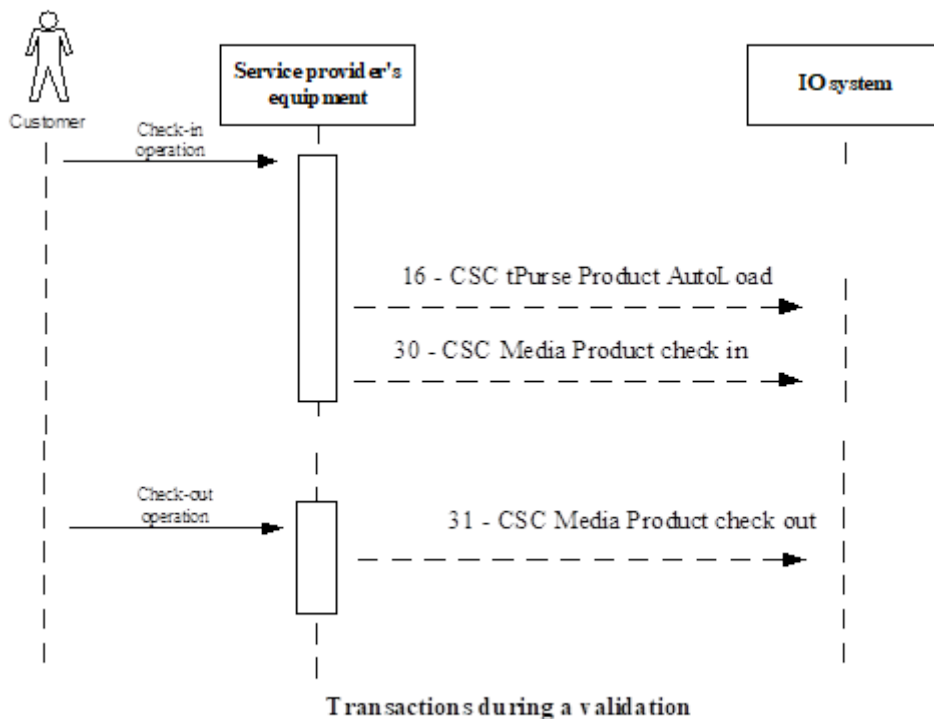 Service provider's
equipment
IO system
Customer
Check-in
operation
16 - CSC tPurse Product AutoLoad
30 - CSC Media Product check in
Check-out
operation
31 - CSC Media Product check out
Transactions during a validation